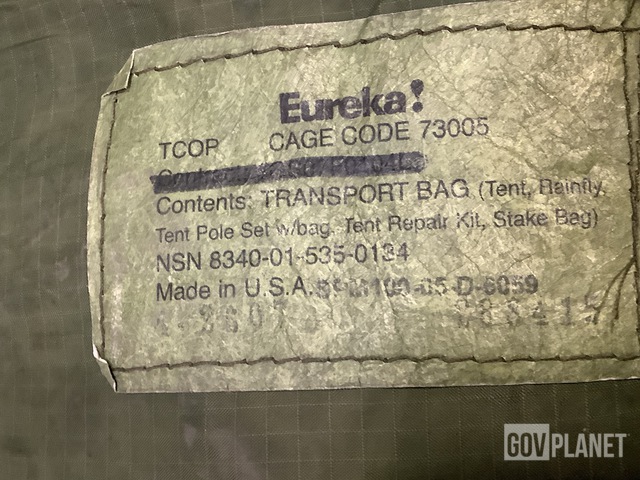 Eureka!
TCOP CAGE CODE 73005
Contents: TRANSPORT BAG (Tent, Rainfly,
Tent Pole Set w/bag, Tent Repair Kit, Stake Bag)
NSN 8340-01-535-0134
Made in U.S.A.
GOVPLANET